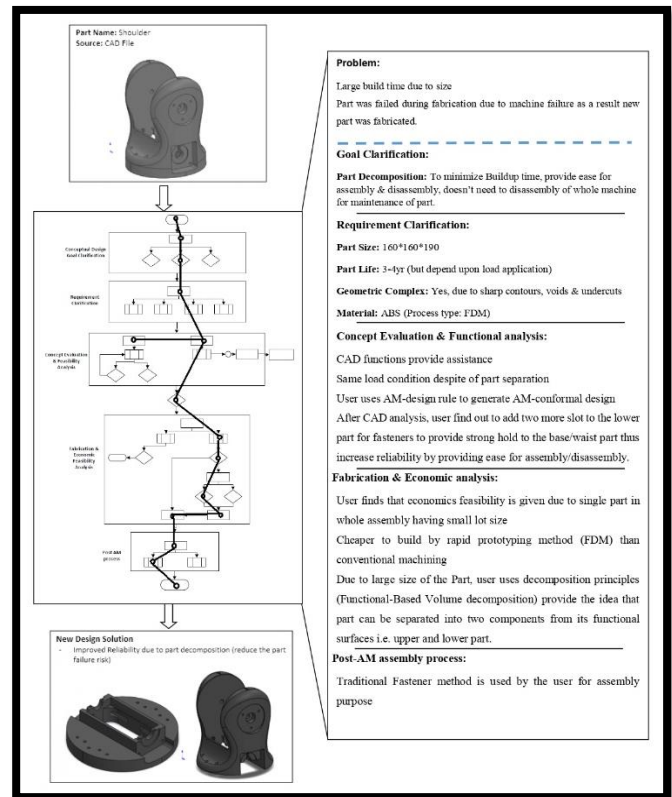 Part Name: Shoulder
Source: CAD File
Conceptual Design
Goal Clarification
Requirement
Clarification
Concept Evaluation
& Feasibility
Analysis
Fabrication &
Economic
Feasibility
Analysis
Post AM
process
New Design Solution
- Improved Reliability due to part decomposition (reduce the part
failure risk)
Problem:
Large build time due to size
Part was failed during fabrication due to machine failure as a result new
part was fabricated.
Goal Clarification:
Part Decomposition: To minimize Buildup time, provide ease for
assembly & disassembly, doesn't need to disassembly of whole machine
for maintenance of part.
Requirement Clarification:
Part Size: 160*160*190
Part Life: 3-4yr (but depend upon load application)
Geometric Complex: Yes, due to sharp contours, voids & undercuts
Material: ABS (Process type: FDM)
Concept Evaluation & Functional analysis:
CAD functions provide assistance
Same load condition despite of part separation
User uses AM-design rule to generate AM-conformal design
After CAD analysis, user find out to add two more slot to the lower
part for fasteners to provide strong hold to the base/waist part thus
increase reliability by providing ease for assembly/disassembly.
Fabrication & Economic analysis:
User finds that economics feasibility is given due to single part in
whole assembly having small lot size
Cheaper to build by rapid prototyping method (FDM) than
conventional machining
Due to large size of the Part, user uses decomposition principles
(Functional-Based Volume decomposition) provide the idea that
part can be separated into two components from its functional
surfaces i.e. upper and lower part.
Post-AM assembly process:
Traditional Fastener method is used by the user for assembly
purpose